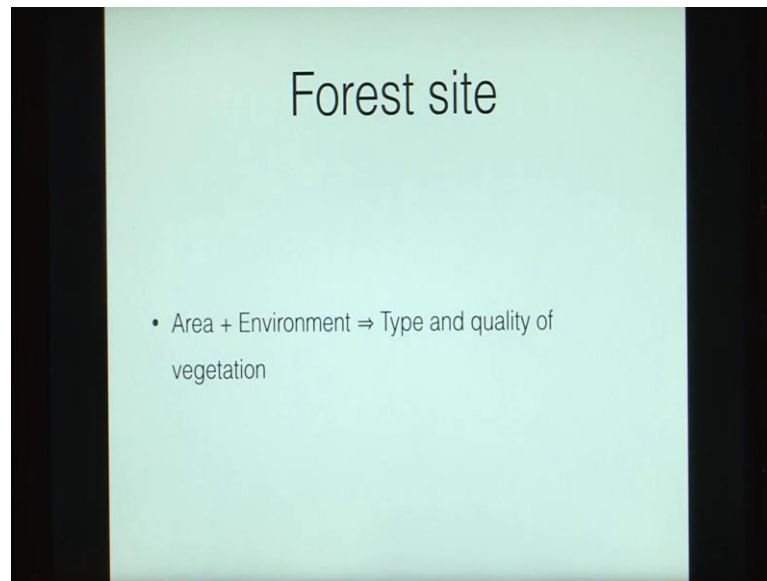 Forest site
• Area + Environment ⇒ Type and quality of
vegetation